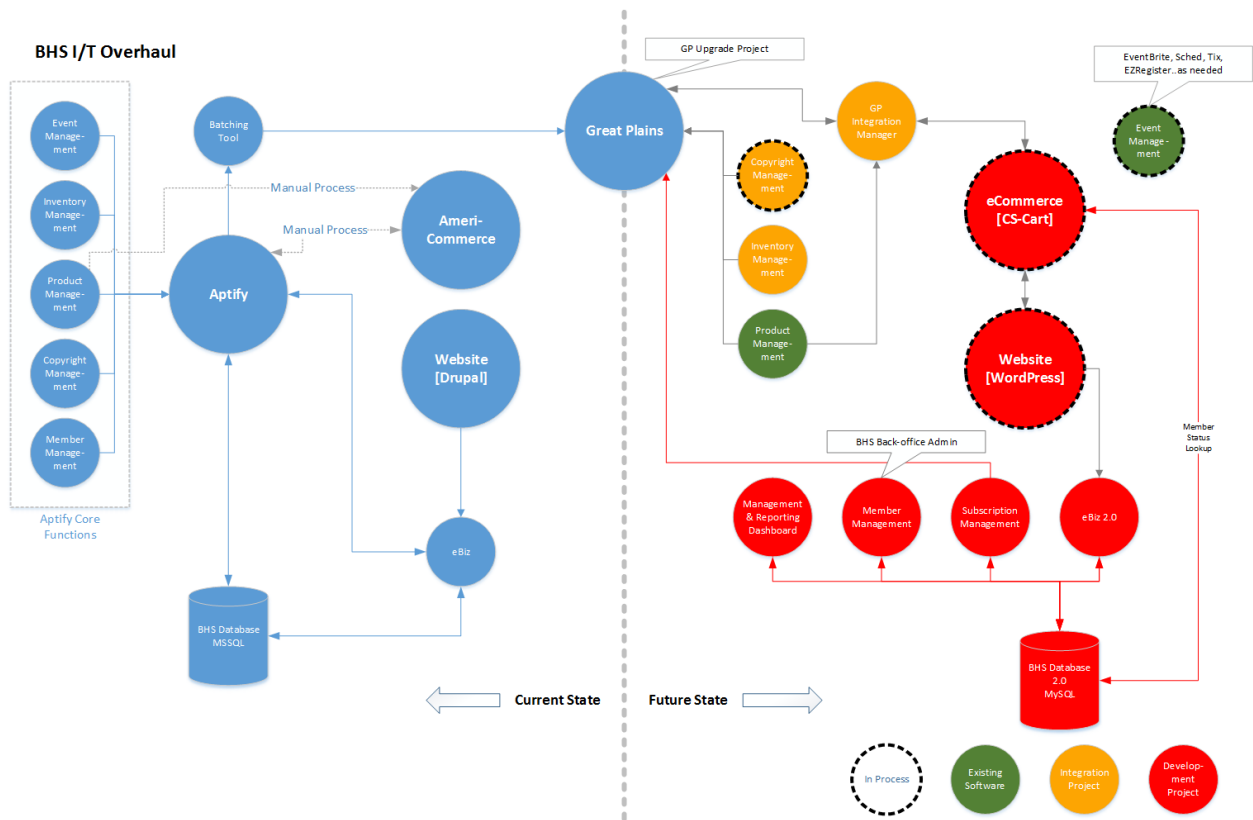 BHS I/T Overhaul
Event
Manage-
ment
Inventory
Manage-
ment
Product
Manage-
ment
Copyright
Manage-
ment
Member
Manage-
ment
Aptify Core
Functions
Batching
Tool
Manual Process
Manual Process
Ameri-
Commerce
Aptify
Website
[Drupal]
eBiz
BHS Database
MSSQL
Current State
GP Upgrade Project
Great Plains
GP
Integration
Manager
Copyright
Manage-
ment
Inventory
Manage-
ment
Product
Manage-
ment
EventBrite, Sched, Tix,
EZRegister..as needed
Event
Manage-
ment
eCommerce
[CS-Cart]
Website
[WordPress]
Member
Status
Lookup
BHS Back-office Admin
Management
& Reporting
Dashboard
Member
Management
Subscription
Management
eBiz 2.0
BHS Database
2.0
MySQL
Future State
In Process
Existing
Software
Integration
Project
Develop-
ment
Project